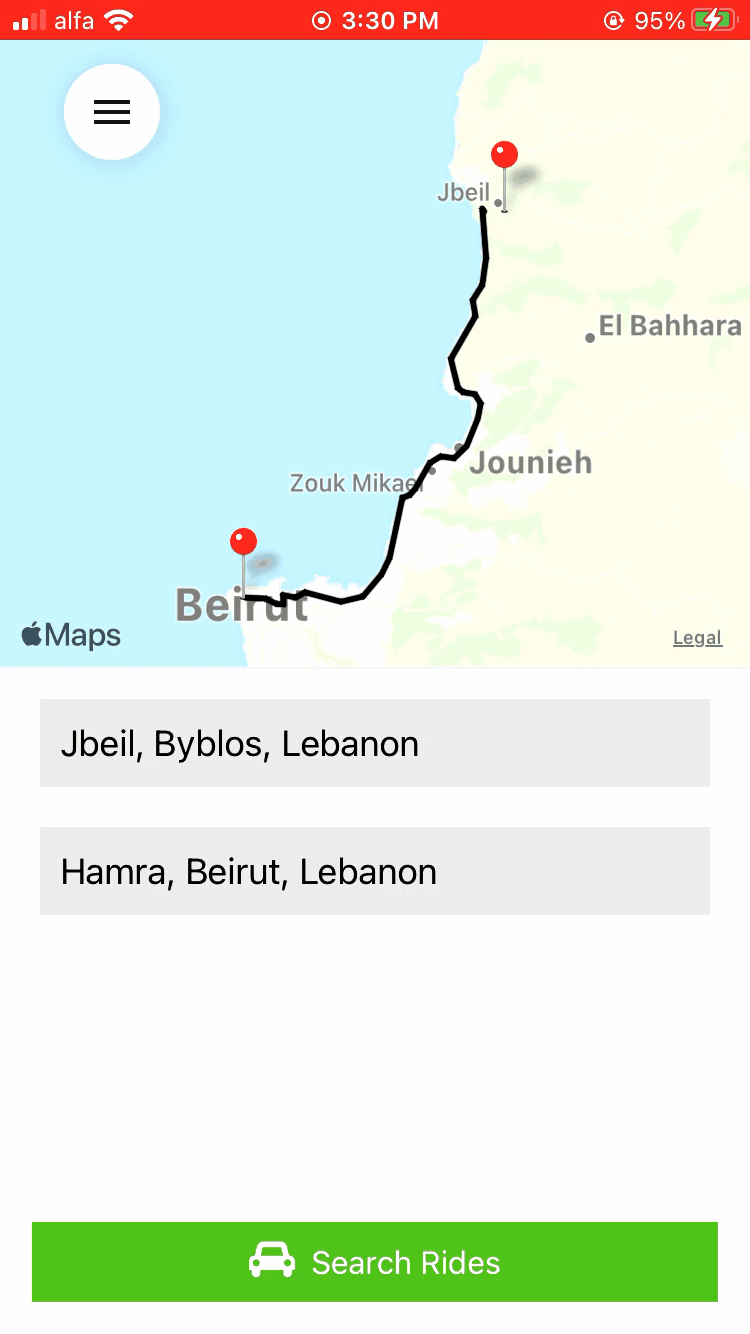 alfa 3:30 PM 95%
Jbeil
El Bahhara
Jounieh
Zouk Mikael
Beirut
Maps
Legal
Jbeil, Byblos, Lebanon
Hamra, Beirut, Lebanon
Search Rides